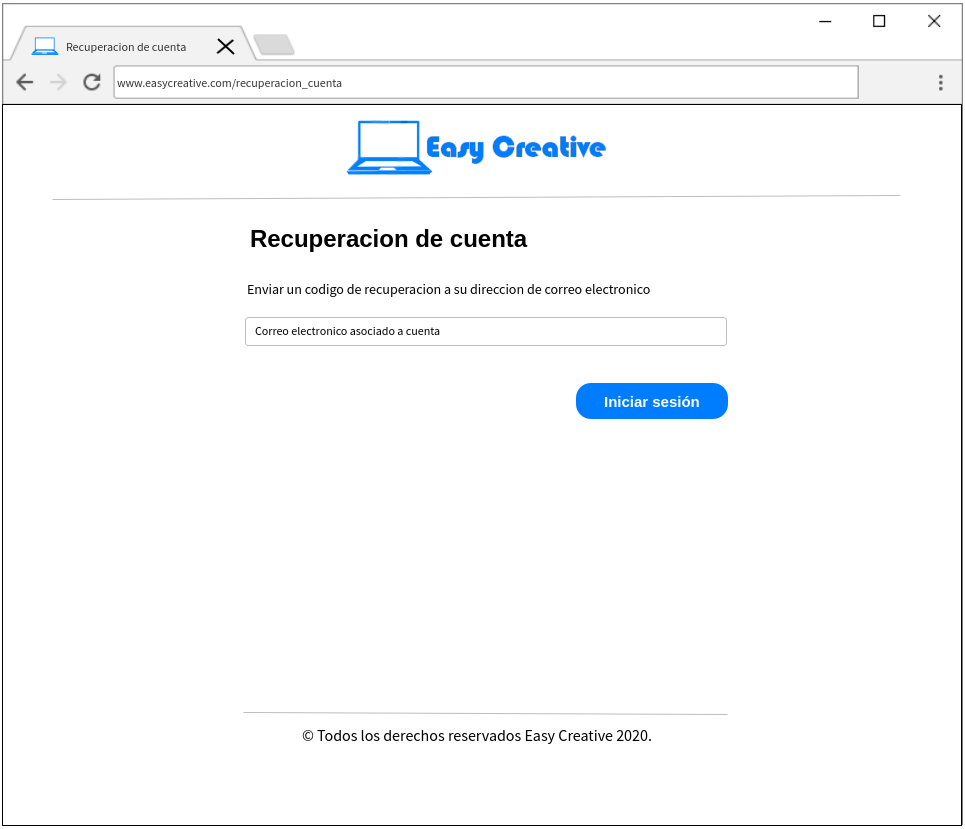 Recuperacion de cuenta
www.easycreative.com/recuperacion_cuenta
Easy Creative
Recuperacion de cuenta
Enviar un codigo de recuperacion a su direccion de correo electronico
Correo electronico asociado a cuenta
Iniciar sesión
© Todos los derechos reservados Easy Creative 2020.